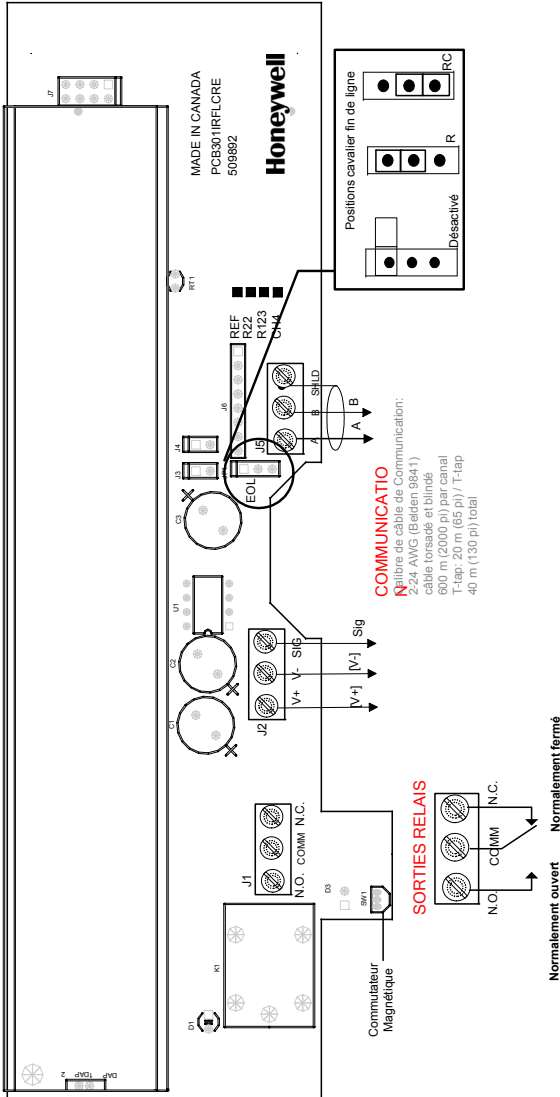 J7
MADE IN CANADA
PCB301IRFLCRE
509892
Honeywell
RT1
REF
R22
R123
CH4
J6
J4
J3
C3
EOL
J5
A
B
SHLD
A
B
Positions cavalier fin de ligne
Désactivé
R
RC
COMMUNICATIO
N
Calibre de câble de Communication:
2-24 AWG (Belden 9841)
câble torsadé et blindé
600 m (2000 pi) par canal
T-tap: 20 m (65 pi) / T-tap
40 m (130 pi) total
U1
C2
C1
J2
V+
V-
SIG
[V+]
[V-]
Sig
J1
N.O.
COMM
N.C.
K1
D1
D3
SW1
Commutateur
Magnétique
SORTIES RELAIS
N.O.
COMM
N.C.
Normalement ouvert
Normalement fermé
DAP
1DAP
2